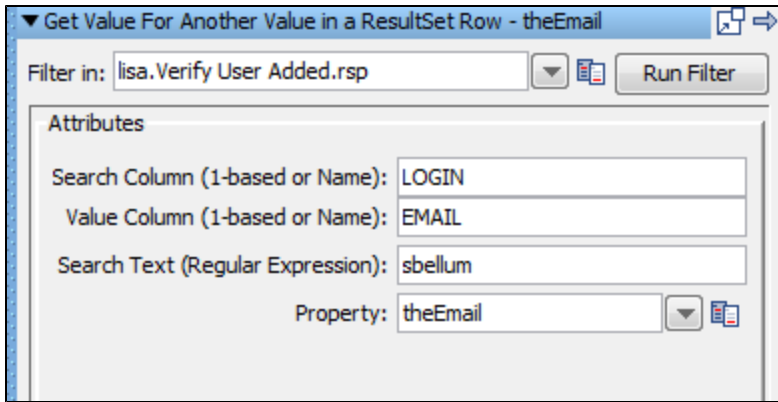 Get Value For Another Value in a ResultSet Row - theEmail
Filter in: lisa.Verify User Added.rsp Run Filter
Attributes
Search Column (1-based or Name): LOGIN
Value Column (1-based or Name): EMAIL
Search Text (Regular Expression): sbellum
Property: theEmail